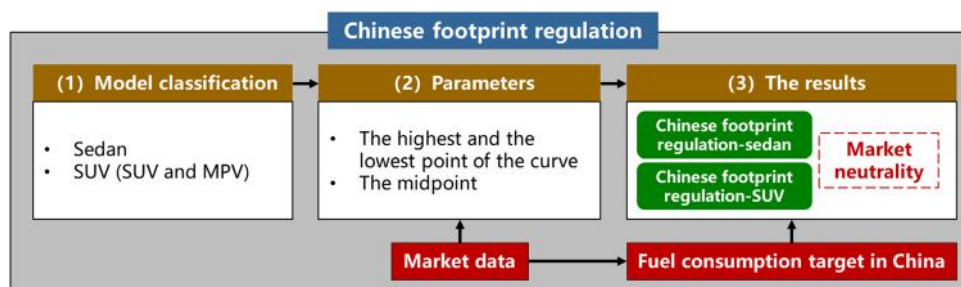 Chinese footprint regulation
(1) Model classification
• Sedan
• SUV (SUV and MPV)
(2) Parameters
• The highest and the
lowest point of the curve
• The midpoint
(3) The results
Chinese footprint
regulation-sedan
Chinese footprint
regulation-SUV
Market
neutrality
Market data
Fuel consumption target in China